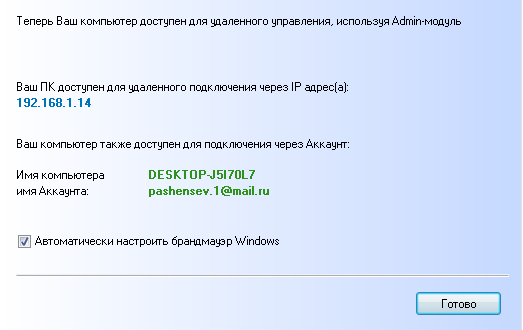 Теперь Ваш компьютер доступен для удаленного управления, используя Admin-модуль
Ваш ПК доступен для удаленного подключения через IP адрес(а):
192.168.1.14
Ваш компьютер также доступен для подключения через Аккаунт:
Имя компьютера DESKTOP-J5I70L7
имя Аккаунта: pashensev.1@mail.ru
Автоматически настроить брандмауэр Windows
Готово